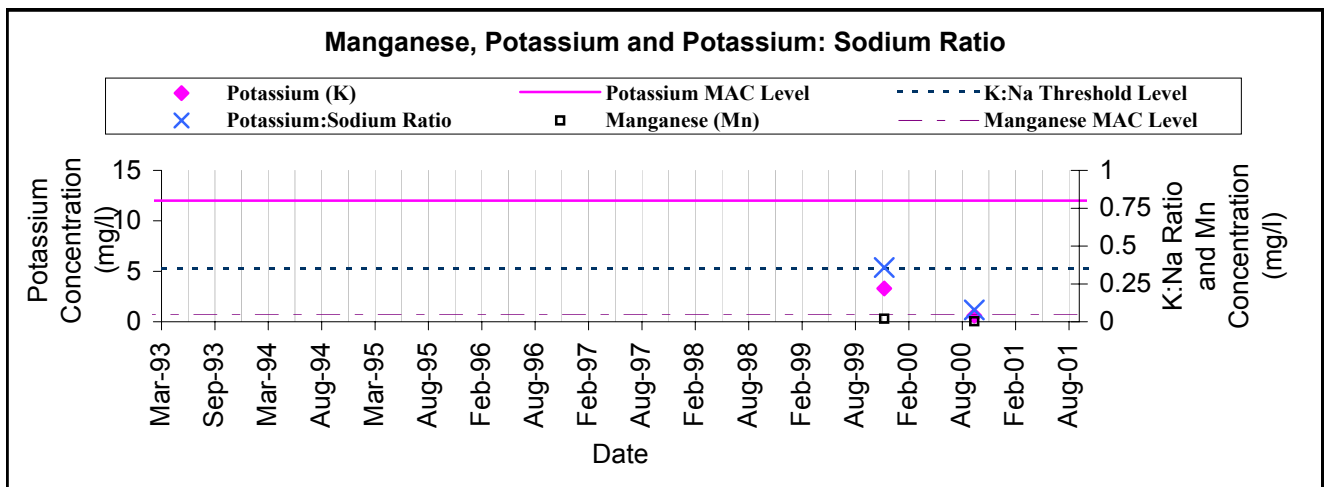 Manganese, Potassium and Potassium: Sodium Ratio
Potassium (K) Potassium MAC Level K:Na Threshold Level
Potassium:Sodium Ratio Manganese (Mn) Manganese MAC Level
Potassium
Concentration
(mg/l)
15
10
5
0
1
0.75
0.5
0.25
0
K:Na Ratio
and Mn
Concentration
(mg/l)
Mar-93
Sep-93
Mar-94
Aug-94
Mar-95
Aug-95
Feb-96
Aug-96
Feb-97
Aug-97
Feb-98
Aug-98
Feb-99
Aug-99
Feb-00
Aug-00
Feb-01
Aug-01
Date